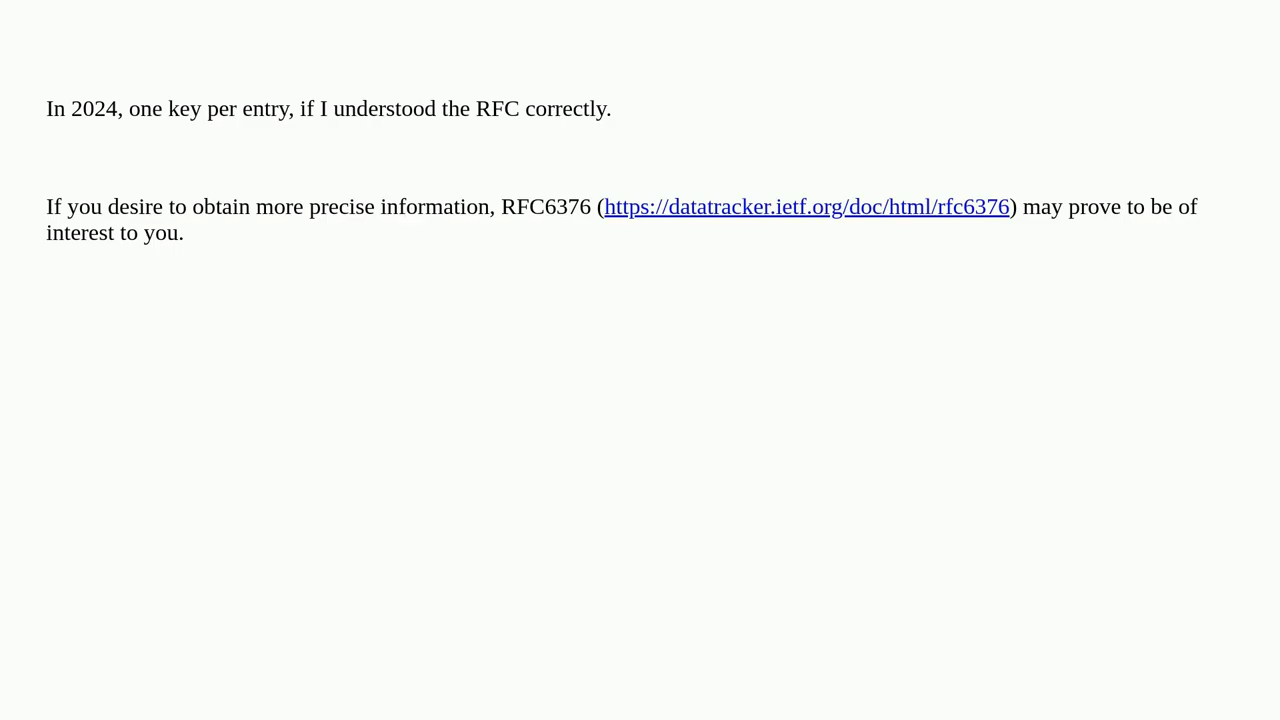 In 2024, one key per entry, if I understood the RFC correctly.
If you desire to obtain more precise information, RFC6376 (https://datatracker.ietf.org/doc/html/rfc6376) may prove to be of
interest to you.